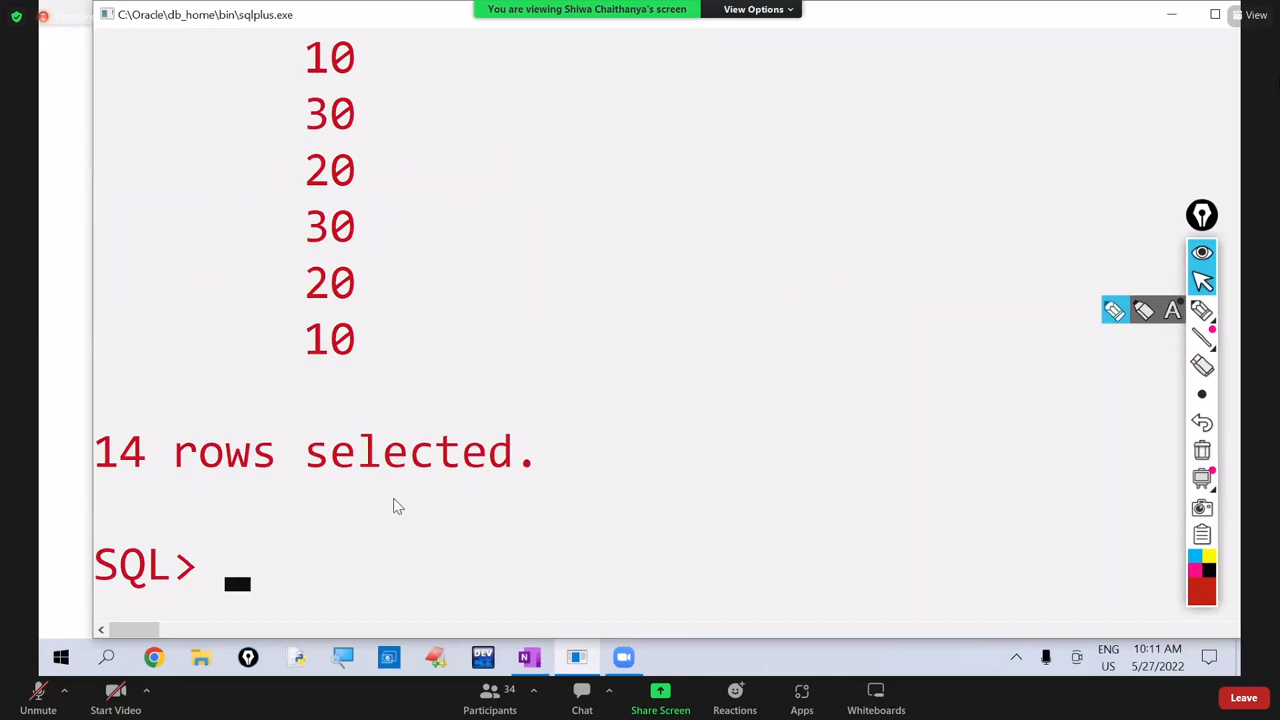 C:\Oracle\db_home\bin\sqlplus.exe
You are viewing Shiwa Chaithanya's screen
View Options
View
10
30
20
30
20
10
14 rows selected.
SQL>
A
DEV
N
ENG
US
10:11 AM
5/27/2022
Unmute
Start Video
34
Participants
Chat
Share Screen
Reactions
Apps
Whiteboards
Leave